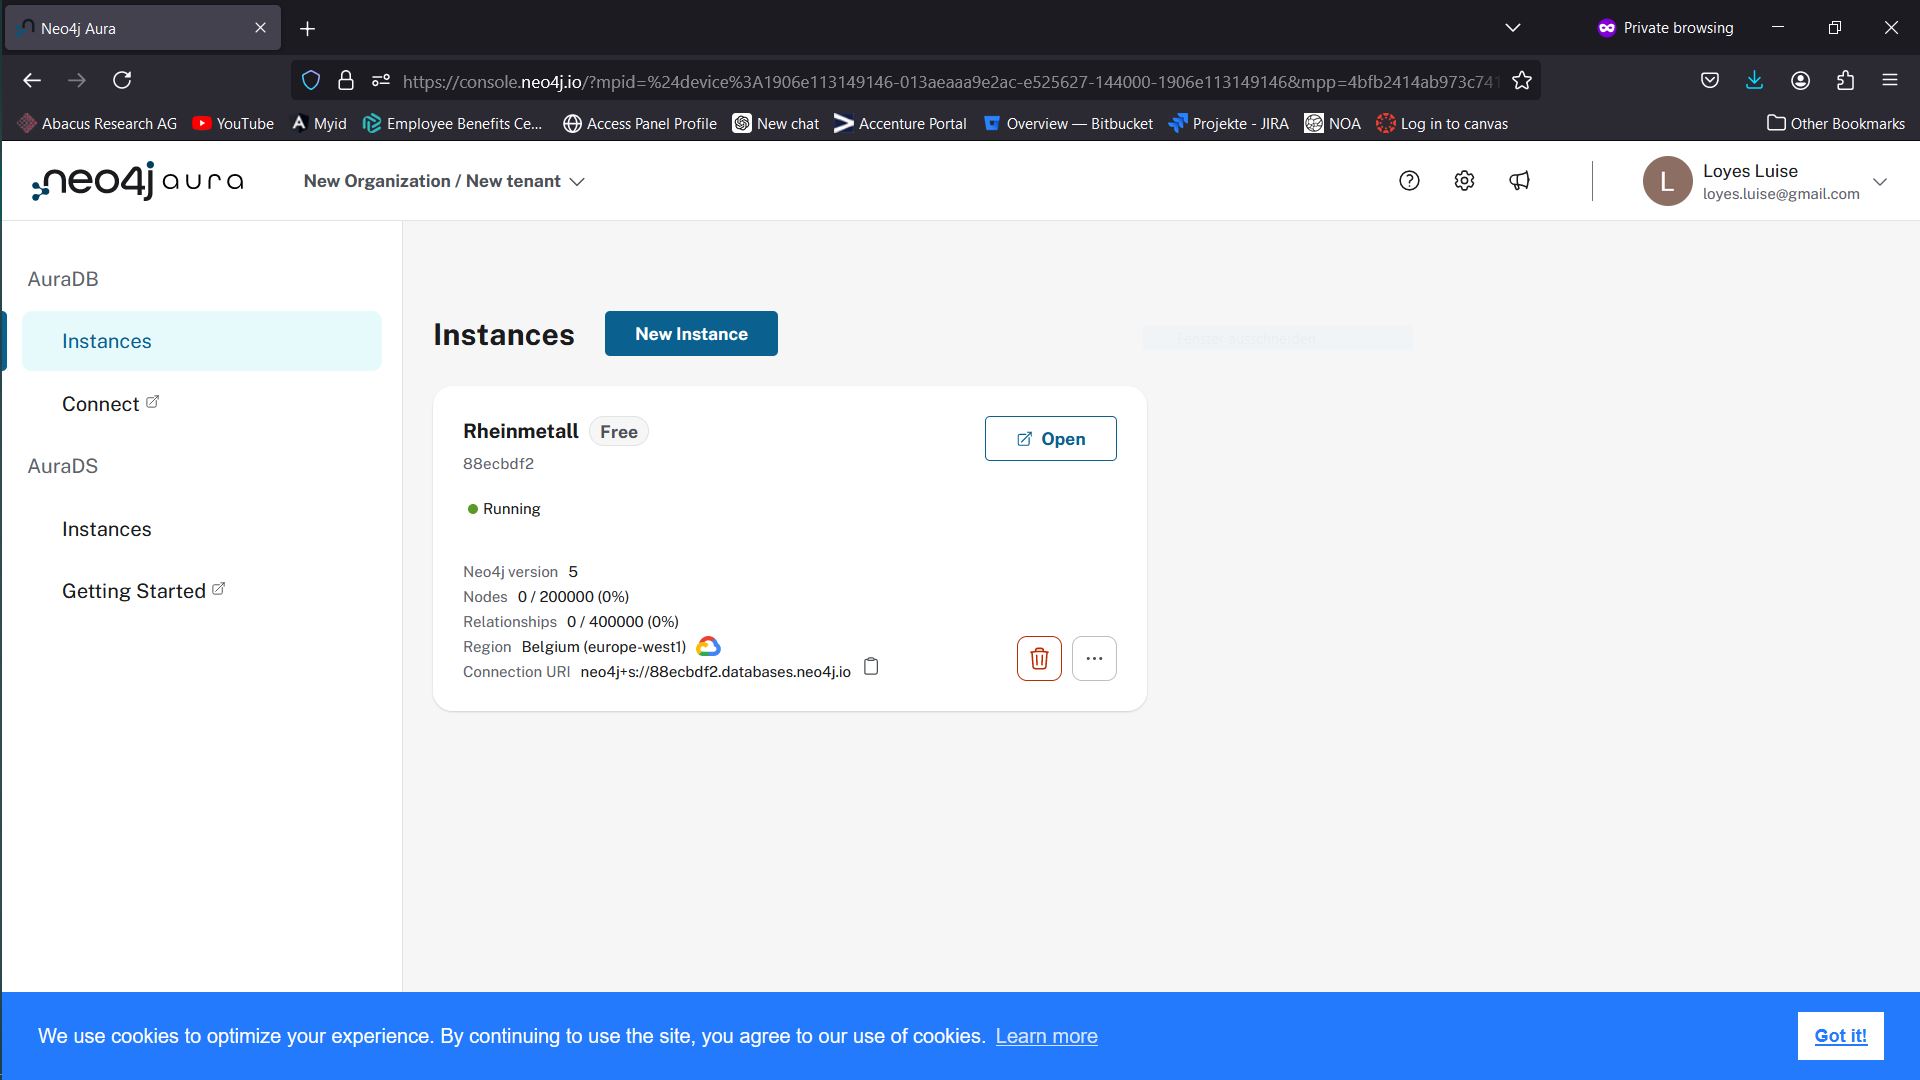 Neo4j Aura
Private browsing
https://console.neo4j.io/?mpid=%24device%3A1906e113149146-013aeaaa9e2ac-e525627-144000-1906e113149146&mpp=4bfb2414ab973c741
Abacus Research AG
YouTube
Myid
Employee Benefits Ce...
Access Panel Profile
New chat
Accenture Portal
Overview — Bitbucket
Projekte - JIRA
NOA
Log in to canvas
Other Bookmarks
neo4j aura
New Organization / New tenant
L
Loyes Luise
loyes.luise@gmail.com
AuraDB
Instances
Connect
AuraDS
Instances
Getting Started
Instances
New Instance
Fenster ausschneiden
Rheinmetall
Free
Open
88ecbdf2
Running
Neo4j version 5
Nodes 0 / 200000 (0%)
Relationships 0 / 400000 (0%)
Region Belgium (europe-west1)
Connection URI neo4j+s://88ecbdf2.databases.neo4j.io
We use cookies to optimize your experience. By continuing to use the site, you agree to our use of cookies. Learn more
Got it!